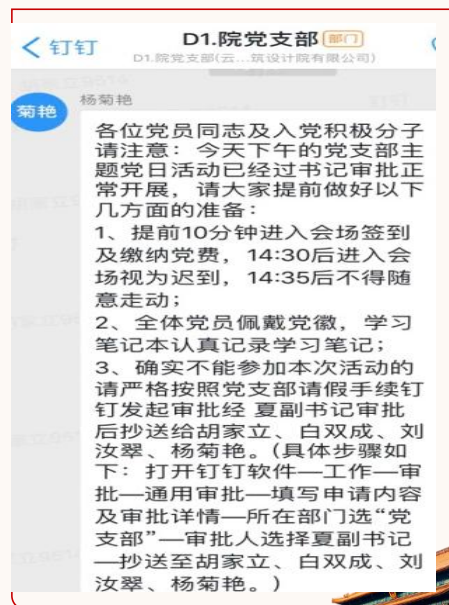 钉钉
D1.院党支部 部门
D1.院党支部(云...筑设计院有限公司)
菊艳
杨菊艳
各位党员同志及入党积极分子
请注意：今天下午的党支部主
题党日活动已经过书记审批正
常开展，请大家提前做好以下
几方面的准备：
1、提前10分钟进入会场签到
及缴纳党费，14:30后进入会
场视为迟到，14:35后不得随
意走动；
2、全体党员佩戴党徽，学习
笔记本认真记录学习笔记；
3、确实不能参加本次活动的
请严格按照党支部请假手续钉
钉发起审批经 夏副书记审批
后抄送给胡家立、白双成、刘
汝翠、杨菊艳。(具体步骤如
下：打开钉钉软件—工作—审
批—通用审批—填写申请内容
及审批详情—所在部门选“党
支部”—审批人选择夏副书记
—抄送至胡家立、白双成、刘
汝翠、杨菊艳。)